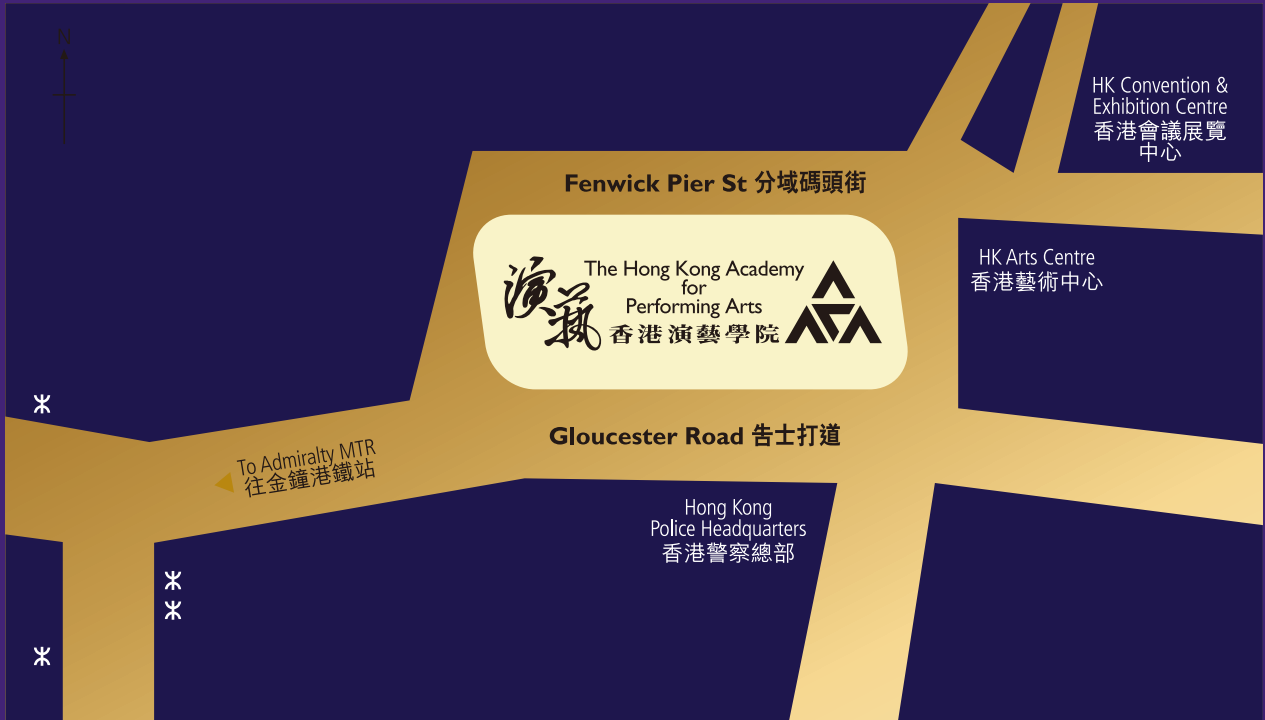 N
HK Convention &
Exhibition Centre
香港會議展覽
中心
Fenwick Pier St 分域碼頭街
HK Arts Centre
香港藝術中心
演藝
The Hong Kong Academy
for
Performing Arts
香港演藝學院
APA
Gloucester Road 告士打道
To Admiralty MTR
往金鐘港鐵站
Hong Kong
Police Headquarters
香港警察總部